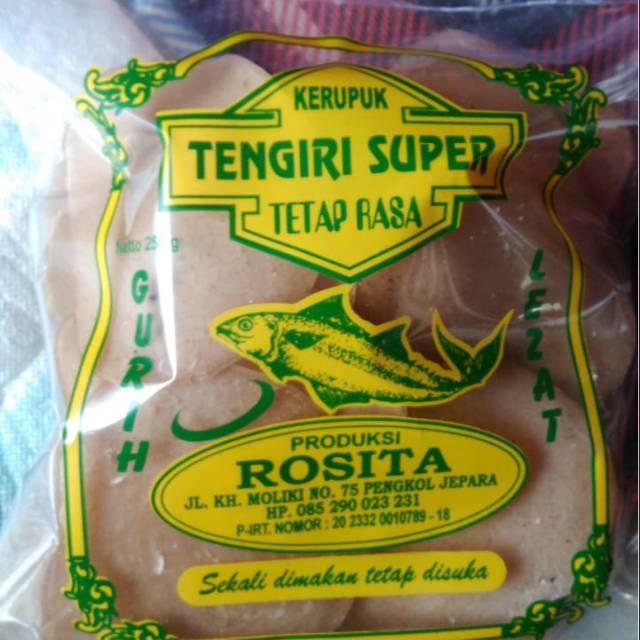 KERUPUK
TENGIRI SUPER
TETAP RASA
Netto
GURIH
LEZAT
PRODUKSI
ROSITA
JL. KH. MOLIKI NO. 75 PENGKOL JEPARA
HP. 085 290 023 231
P-IRT. NOMOR : 20 2332 0010789 - 18
Sekali dimakan tetap disuka